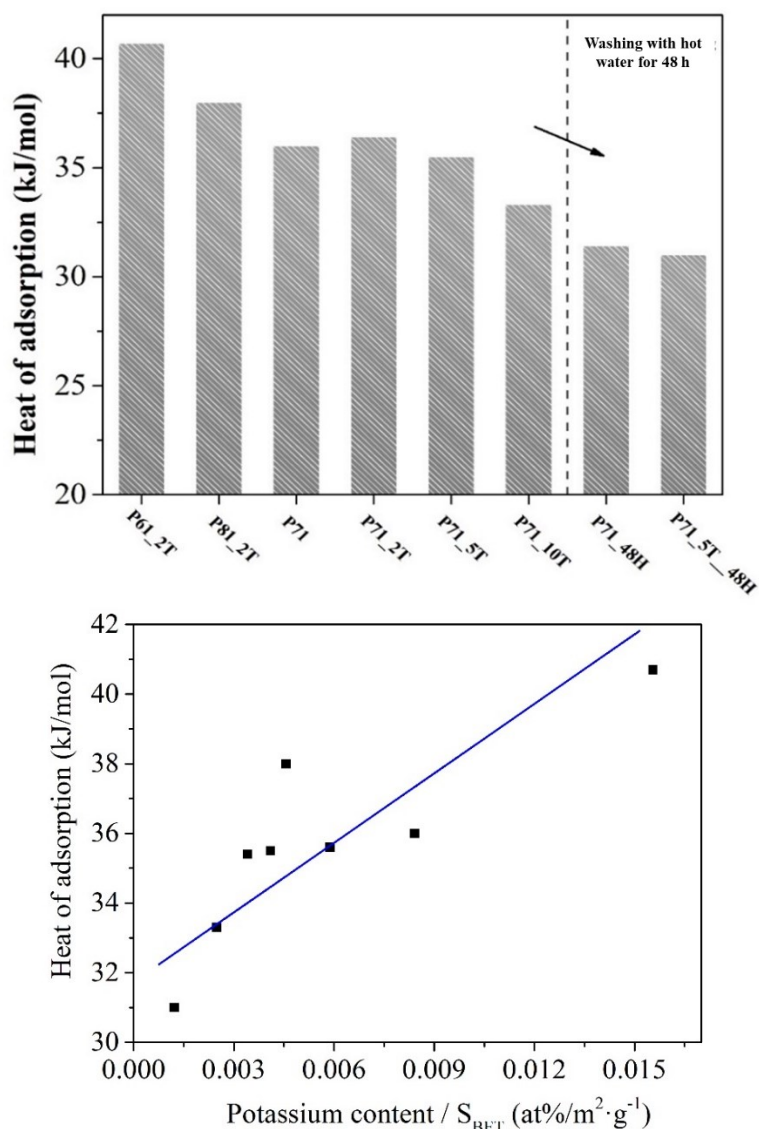 Heat of adsorption (kJ/mol)
40
35
30
25
20
Washing with hot
water for 48 h
P61_2T
P81_2T
P71
P71_2T
P71_5T
P71_10T
P71_48H
P71_5T__48H
Heat of adsorption (kJ/mol)
42
40
38
36
34
32
30
0.000 0.003 0.006 0.009 0.012 0.015
Potassium content / S_BET (at%/m²·g⁻¹)